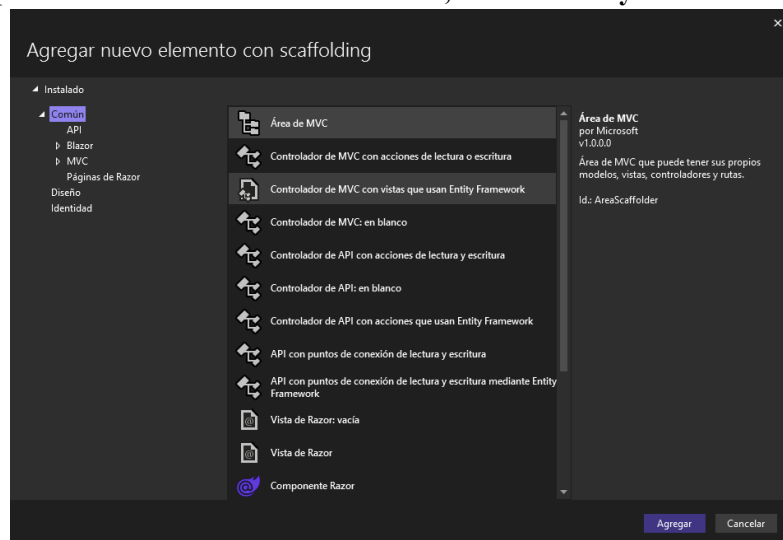 Agregar nuevo elemento con scaffolding
Instalado
Común
API
Blazor
MVC
Páginas de Razor
Diseño
Identidad
Área de MVC
Controlador de MVC con acciones de lectura o escritura
Controlador de MVC con vistas que usan Entity Framework
Controlador de MVC: en blanco
Controlador de API con acciones de lectura y escritura
Controlador de API: en blanco
Controlador de API con acciones que usan Entity Framework
API con puntos de conexión de lectura y escritura
API con puntos de conexión de lectura y escritura mediante Entity
Framework
Vista de Razor: vacía
Vista de Razor
Componente Razor
Área de MVC
por Microsoft
v1.0.0.0
Área de MVC que puede tener sus propios
modelos, vistas, controladores y rutas.
Id.: AreaScaffolder
Agregar
Cancelar